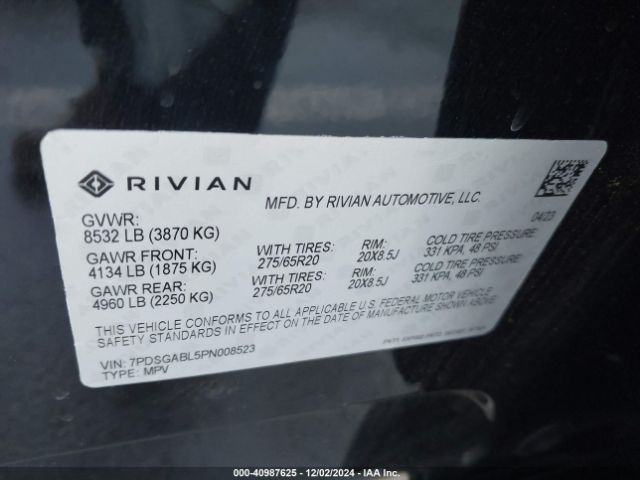 RIVIAN
MFD. BY RIVIAN AUTOMOTIVE, LLC.
04/23
GVWR:
8532 LB (3870 KG)
GAWR FRONT: WITH TIRES: RIM: COLD TIRE PRESSURE:
4134 LB (1875 KG) 275/65R20 20X8.5J 331 KPA, 48 PSI
GAWR REAR: WITH TIRES: RIM: COLD TIRE PRESSURE:
4960 LB (2250 KG) 275/65R20 20X8.5J 331 KPA, 48 PSI
THIS VEHICLE CONFORMS TO ALL APPLICABLE U.S. FEDERAL MOTOR VEHICLE
SAFETY STANDARDS IN EFFECT ON THE DATE OF MANUFACTURE SHOWN ABOVE
VIN: 7PDSGABL5PN008523
TYPE: MPV
000-40987625 - 12/02/2024 - IAA Inc.